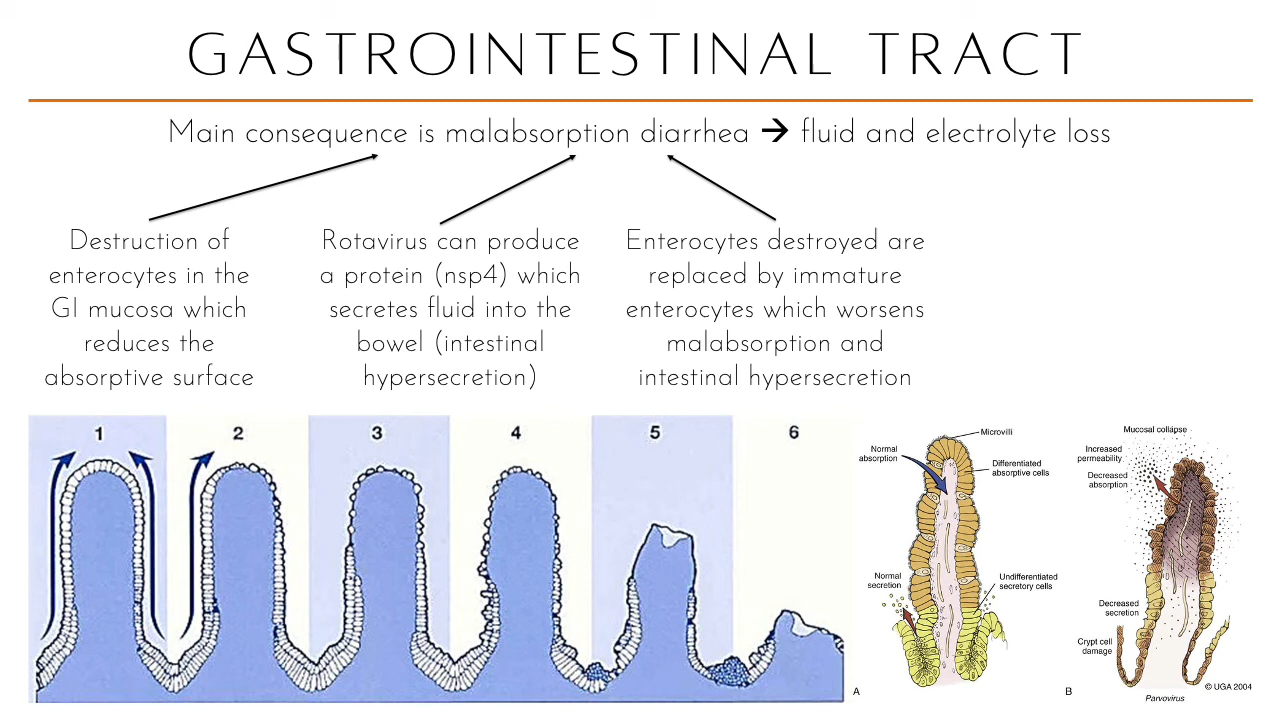 GASTROINTESTINAL TRACT
Main consequence is malabsorption diarrhea → fluid and electrolyte loss
Destruction of
enterocytes in the
GI mucosa which
reduces the
absorptive surface
Rotavirus can produce
a protein (nsp4) which
secretes fluid into the
bowel (intestinal
hypersecretion)
Enterocytes destroyed are
replaced by immature
enterocytes which worsens
malabsorption and
intestinal hypersecretion
1
2
3
4
5
6
Microvilli
Normal
absorption
Differentiated
absorptive cells
Normal
secretion
Undifferentiated
secretory cells
A
Mucosal collapse
Increased
permeability
Decreased
absorption
Decreased
secretion
Crypt cell
damage
B
© UGA 2004
Parvovirus